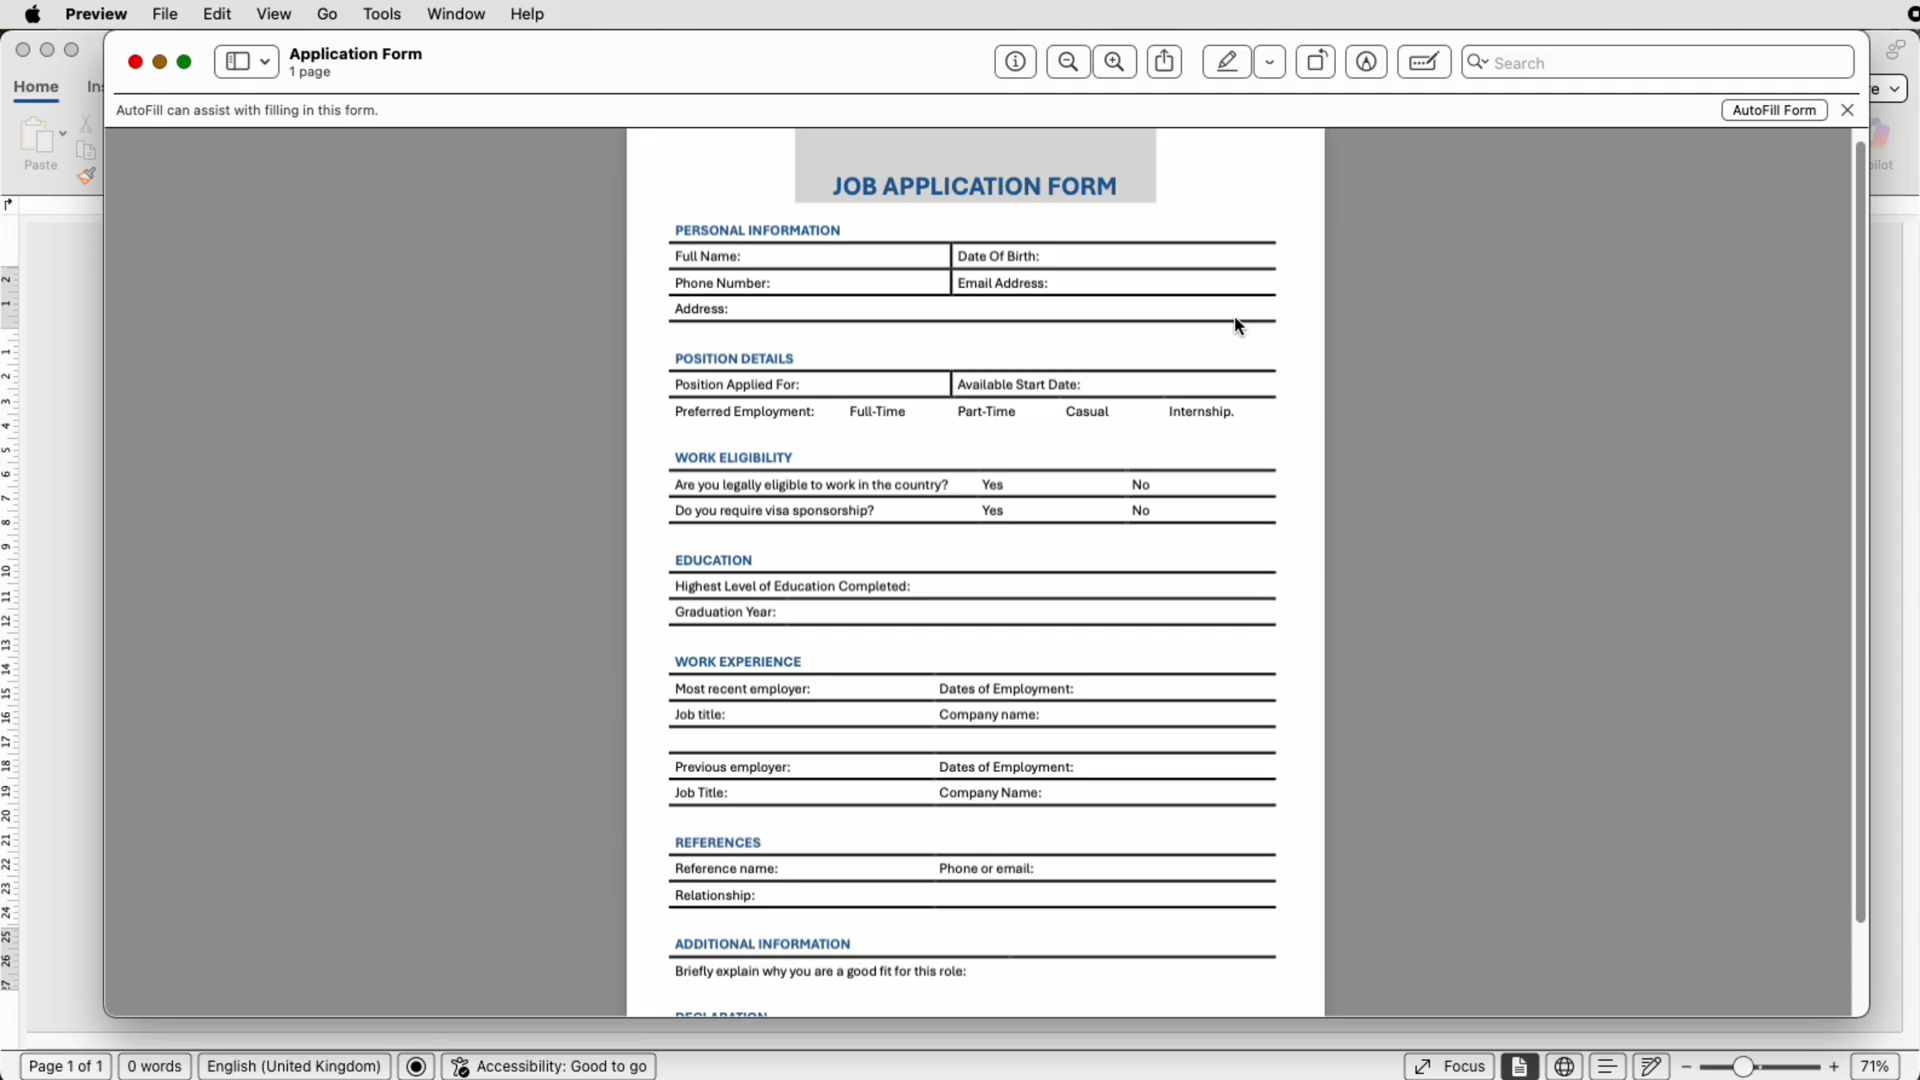 Preview File Edit View Go Tools Window Help
Application Form
1 page
Search
Home
AutoFill can assist with filling in this form.
AutoFill Form
Paste
JOB APPLICATION FORM
PERSONAL INFORMATION
Full Name: Date Of Birth:
Phone Number: Email Address:
Address:
POSITION DETAILS
Position Applied For: Available Start Date:
Preferred Employment: Full-Time Part-Time Casual Internship.
WORK ELIGIBILITY
Are you legally eligible to work in the country? Yes No
Do you require visa sponsorship? Yes No
EDUCATION
Highest Level of Education Completed:
Graduation Year:
WORK EXPERIENCE
Most recent employer: Dates of Employment:
Job title: Company name:
Previous employer: Dates of Employment:
Job Title: Company Name:
REFERENCES
Reference name: Phone or email:
Relationship:
ADDITIONAL INFORMATION
Briefly explain why you are a good fit for this role:
DECLARATION
Page 1 of 1 0 words English (United Kingdom) Accessibility: Good to go Focus 71%